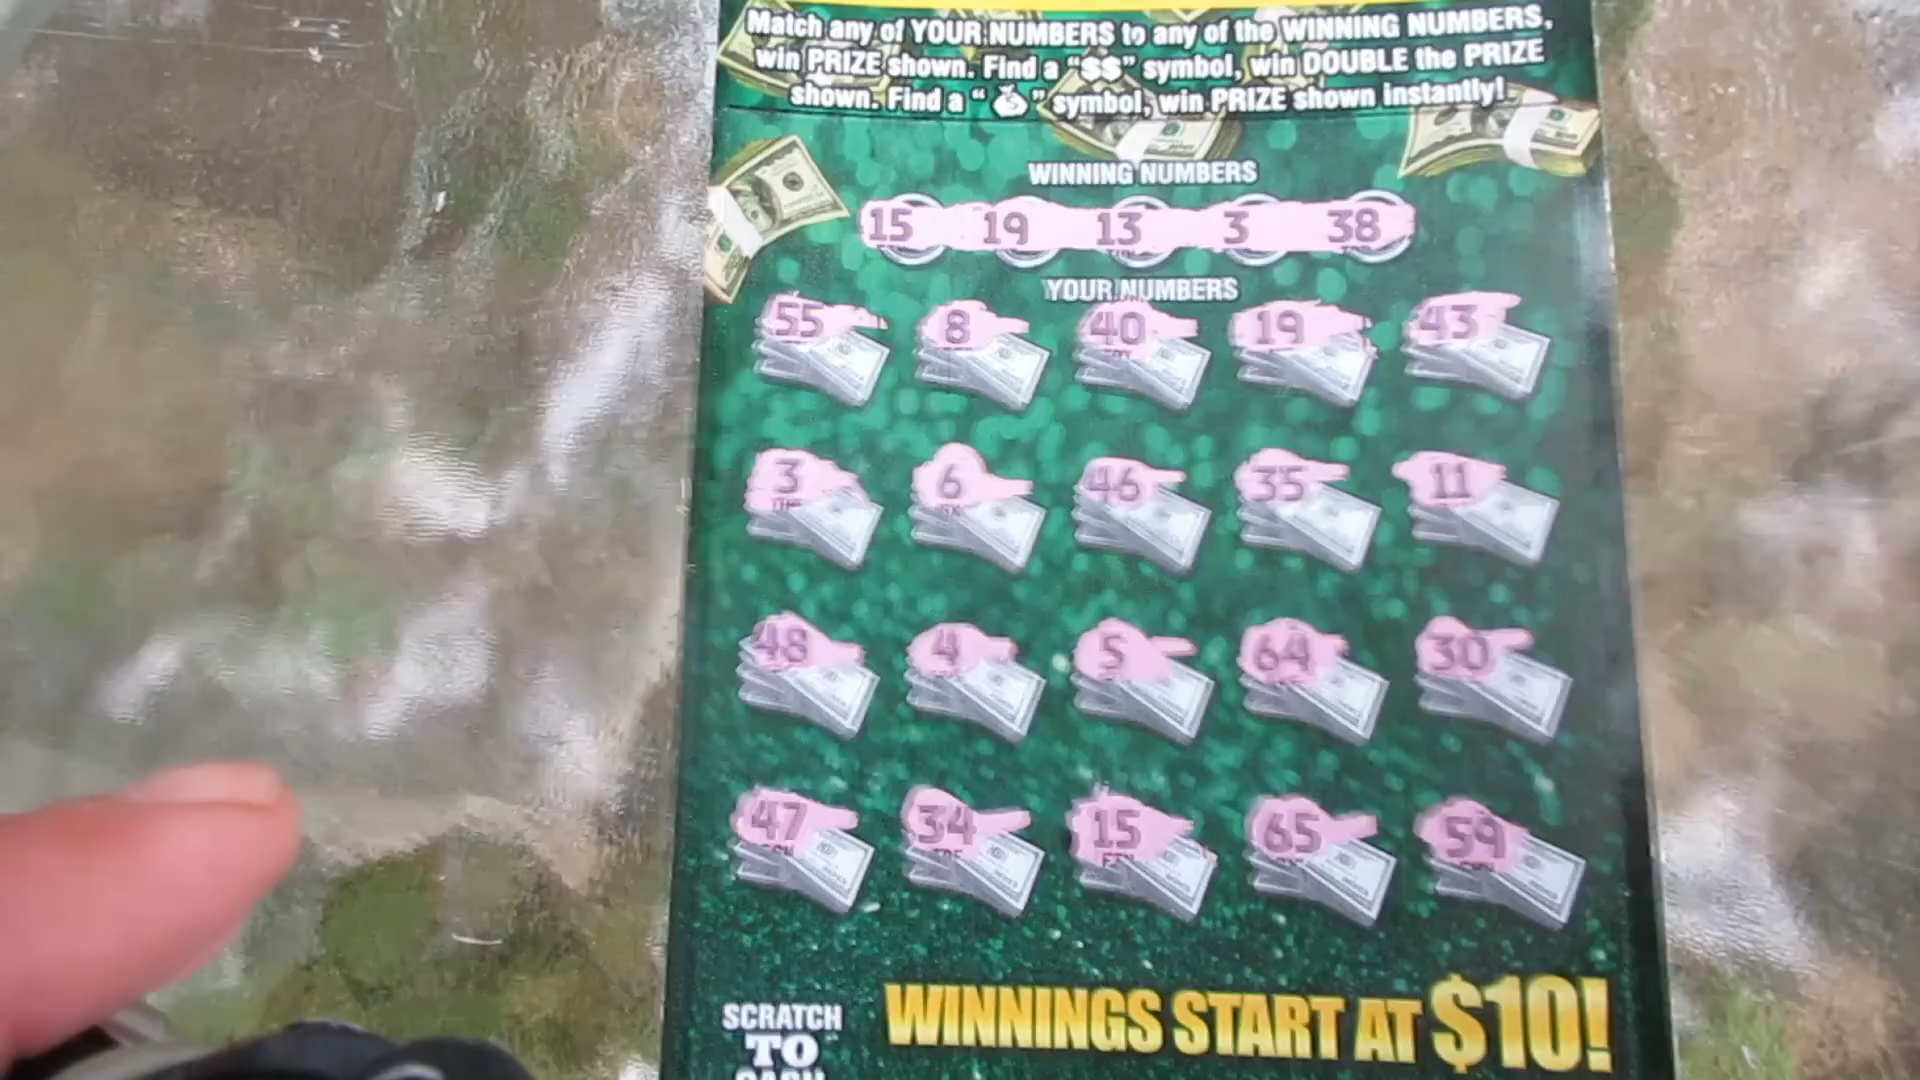 Match any of YOUR NUMBERS to any of the WINNING NUMBERS,
win PRIZE shown. Find a "$$" symbol, win DOUBLE the PRIZE
shown. Find a " " symbol, win PRIZE shown instantly!
WINNING NUMBERS
15 19 13 3 38
YOUR NUMBERS
55 8 40 19 43
3 6 46 35 11
48 4 5 64 30
47 34 15 65 59
SCRATCH
TO
CASH
WINNINGS START AT $10!